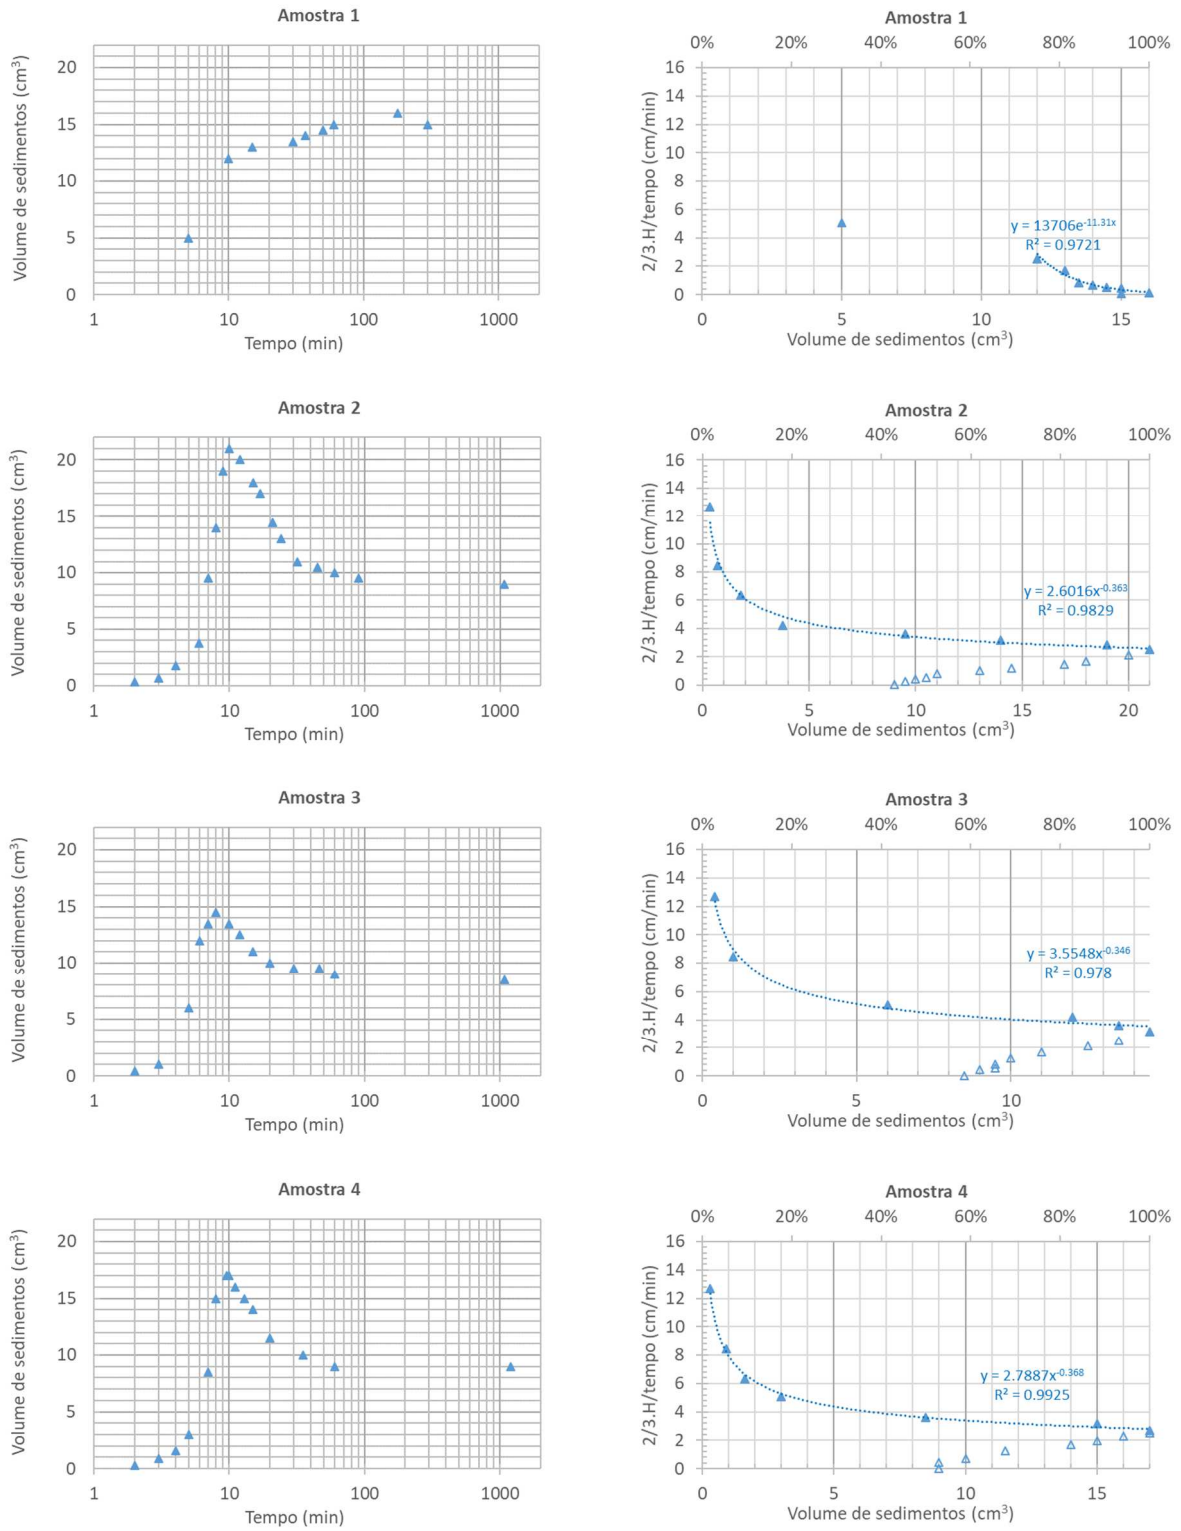 Amostra 1
Volume de sedimentos (cm³)
20
15
10
5
0
1 10 100 1000
Tempo (min)
Amostra 1
0% 20% 40% 60% 80% 100%
2/3.H/tempo (cm/min)
16
14
12
10
8
6
4
2
0
y = 13706e^-11.31x
R² = 0.9721
0 5 10 15
Volume de sedimentos (cm³)
Amostra 2
Volume de sedimentos (cm³)
20
15
10
5
0
1 10 100 1000
Tempo (min)
Amostra 2
0% 20% 40% 60% 80% 100%
2/3.H/tempo (cm/min)
16
14
12
10
8
6
4
2
0
y = 2.6016x^-0.363
R² = 0.9829
0 5 10 15 20
Volume de sedimentos (cm³)
Amostra 3
Volume de sedimentos (cm³)
20
15
10
5
0
1 10 100 1000
Tempo (min)
Amostra 3
0% 20% 40% 60% 80% 100%
2/3.H/tempo (cm/min)
16
14
12
10
8
6
4
2
0
y = 3.5548x^-0.346
R² = 0.978
0 5 10
Volume de sedimentos (cm³)
Amostra 4
Volume de sedimentos (cm³)
20
15
10
5
0
1 10 100 1000
Tempo (min)
Amostra 4
0% 20% 40% 60% 80% 100%
2/3.H/tempo (cm/min)
16
14
12
10
8
6
4
2
0
y = 2.7887x^-0.368
R² = 0.9925
0 5 10 15
Volume de sedimentos (cm³)